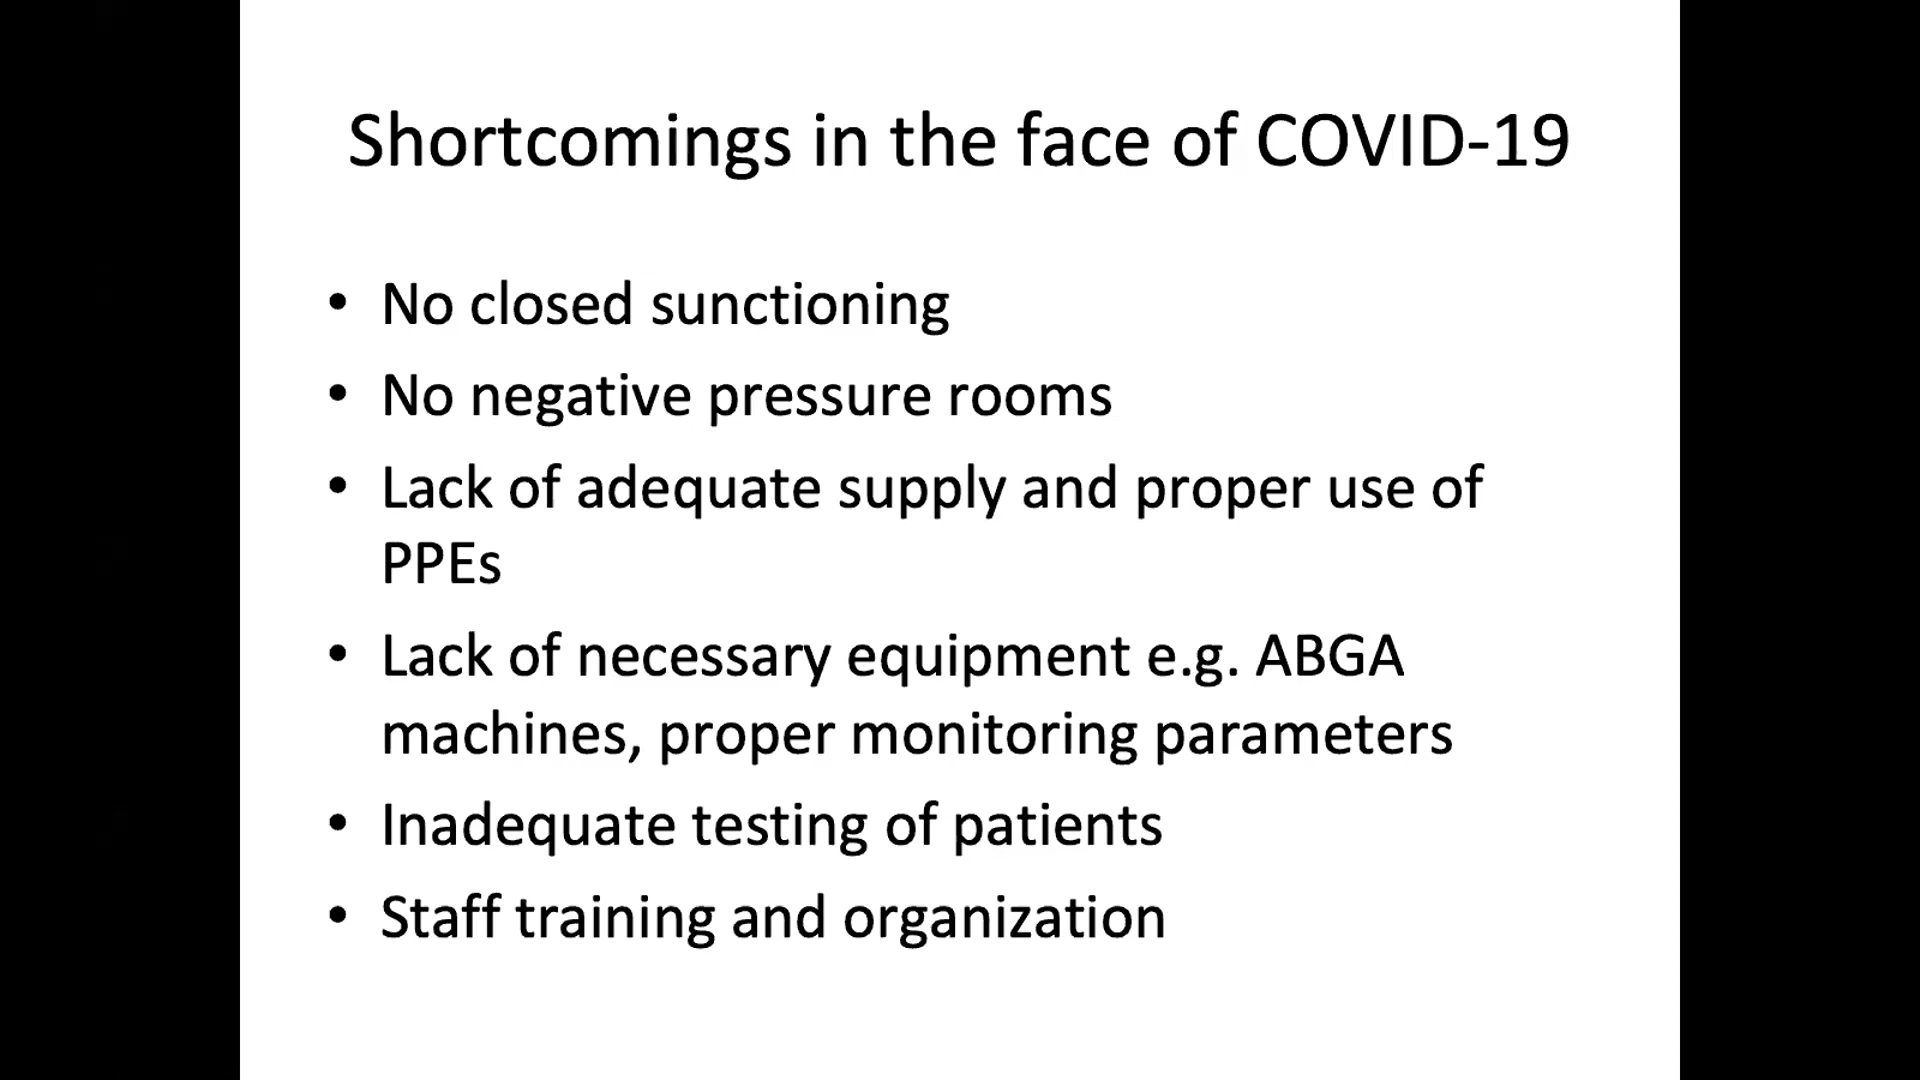 Shortcomings in the face of COVID-19
• No closed sunctioning
• No negative pressure rooms
• Lack of adequate supply and proper use of
PPEs
• Lack of necessary equipment e.g. ABGA
machines, proper monitoring parameters
• Inadequate testing of patients
• Staff training and organization